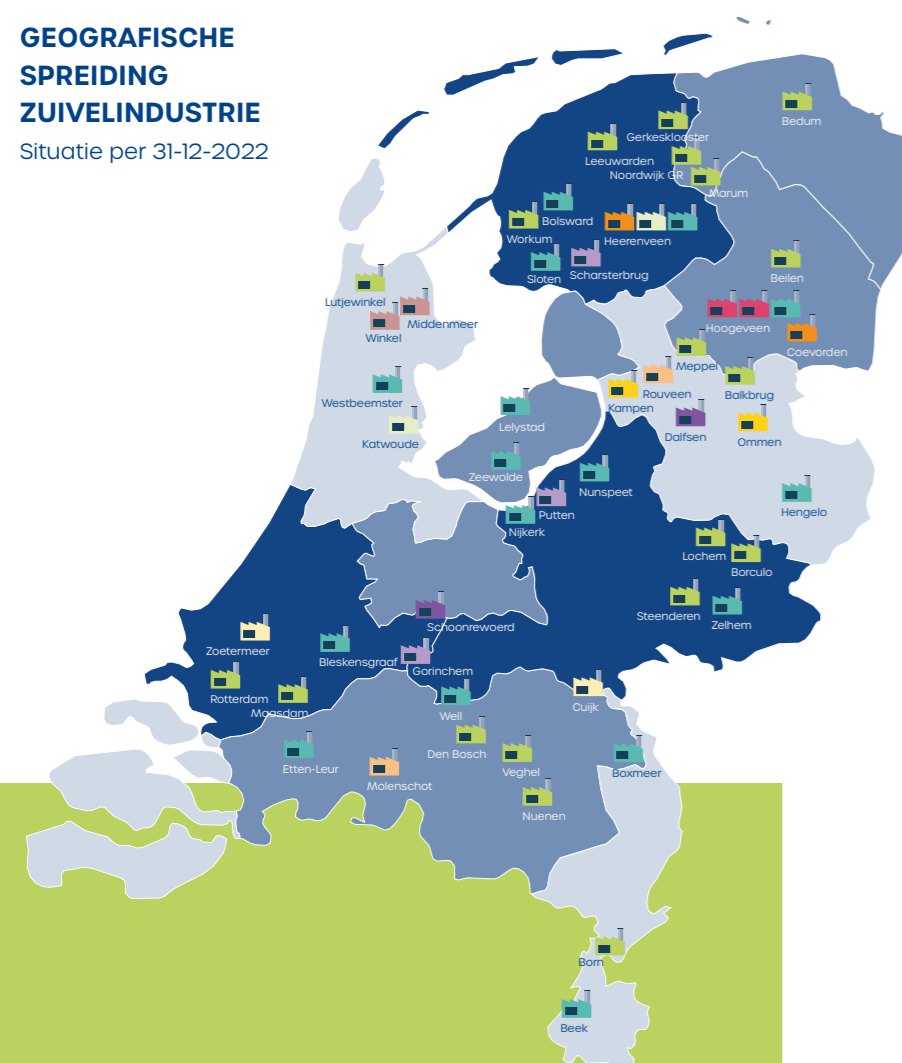 GEOGRAFISCHE
SPREIDING
ZUIVELINDUSTRIE
Situatie per 31-12-2022
Bedum
Gerkesklooster
Leeuwarden
Noordwijk GR
Marum
Bolsward
Workum
Heerenveen
Sloten
Scharsterbrug
Beilen
Lutjewinkel
Middenmeer
Winkel
Hoogeveen
Coevorden
Meppel
Westbeemster
Rouveen
Balkbrug
Kampen
Katwoude
Lelystad
Dalfsen
Ommen
Zeewolde
Nunspeet
Putten
Hengelo
Nijkerk
Lochem
Borculo
Steenderen
Zelhem
Schoonrewoerd
Zoetermeer
Bleskensgraaf
Gorinchem
Rotterdam
Maasdam
Well
Cuijk
Den Bosch
Etten-Leur
Veghel
Boxmeer
Molenschot
Nuenen
Born
Beek